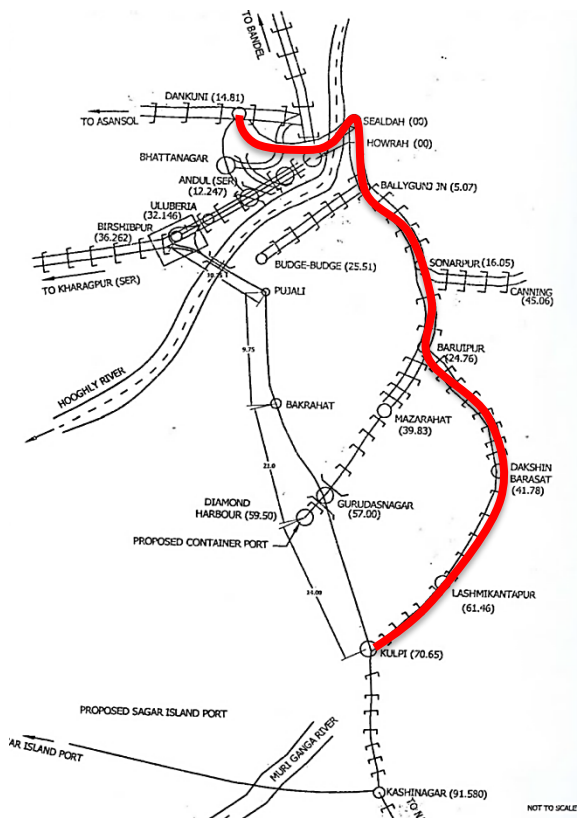 TO BANDEL
DANKUNI (14.81)
TO ASANSOL
SEALDAH (00)
HOWRAH (00)
BHATTANAGAR
ANDUL (SER)
(12.247)
BALLYGUNJ JN (5.07)
ULUBERIA
(32.146)
BIRSHIBPUR
(36.262)
BUDGE-BUDGE (25.51)
SONARPUR (16.05)
CANNING
(45.06)
TO KHARAGPUR (SER)
PUJALI
HOOGHLY RIVER
9.75
BARUIPUR
(24.76)
BAKRAHAT
MAZARAHAT
(39.83)
DAKSHIN
BARASAT
(41.78)
DIAMOND
HARBOUR (59.50)
GURUDASNAGAR
(57.00)
PROPOSED CONTAINER PORT
LASHMIKANTAPUR
(61.46)
KULPI (70.65)
PROPOSED SAGAR ISLAND PORT
AR ISLAND PORT
MURI GANGA RIVER
KASHINAGAR (91.580)
NOT TO SCALE